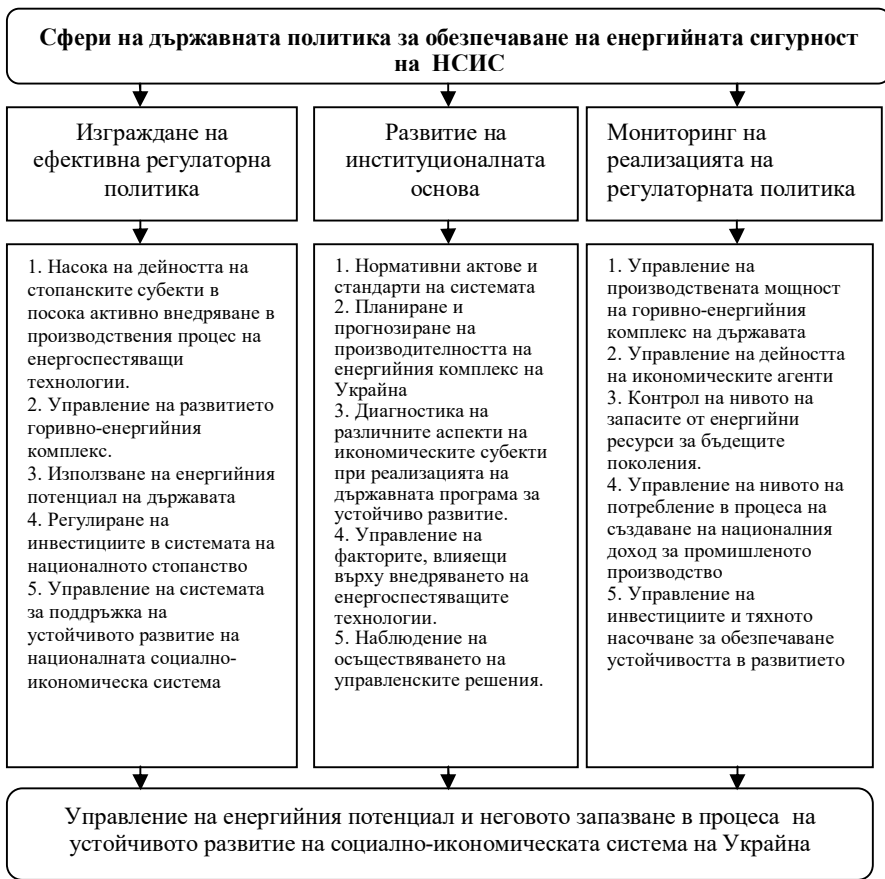 Сфери на държавната политика за обезпечаване на енергийната сигурност
на НСИС
Изграждане на
ефективна регулаторна
политика
Развитие на
институционалната
основа
Мониторинг на
реализацията на
регулаторната политика
1. Насока на дейността на
стопанските субекти в
посока активно внедряване в
производствения процес на
енергоспестяващи
технологии.
2. Управление на развитието
горивно-енергийния
комплекс.
3. Използване на енергийния
потенциал на държавата
4. Регулиране на
инвестициите в системата на
националното стопанство
5. Управление на системата
за поддръжка на
устойчивото развитие на
националната социално-
икономическа система
1. Нормативни актове и
стандарти на системата
2. Планиране и
прогнозиране на
производителността на
енергийния комплекс на
Украйна
3. Диагностика на
различните аспекти на
икономическите субекти
при реализацията на
държавната програма за
устойчиво развитие.
4. Управление на
факторите, влияещи
върху внедряването на
енергоспестяващите
технологии.
5. Наблюдение на
осъществяването на
управленските решения.
1. Управление на
производствената мощност
на горивно-енергийния
комплекс на държавата
2. Управление на дейността
на икономическите агенти
3. Контрол на нивото на
запасите от енергийни
ресурси за бъдещите
поколения.
4. Управление на нивото на
потребление в процеса на
създаване на националния
доход за промишленото
производство
5. Управление на
инвестициите и тяхното
насочване за обезпечаване
устойчивостта в развитието
Управление на енергийния потенциал и неговото запазване в процеса на
устойчивото развитие на социално-икономическата система на Украйна